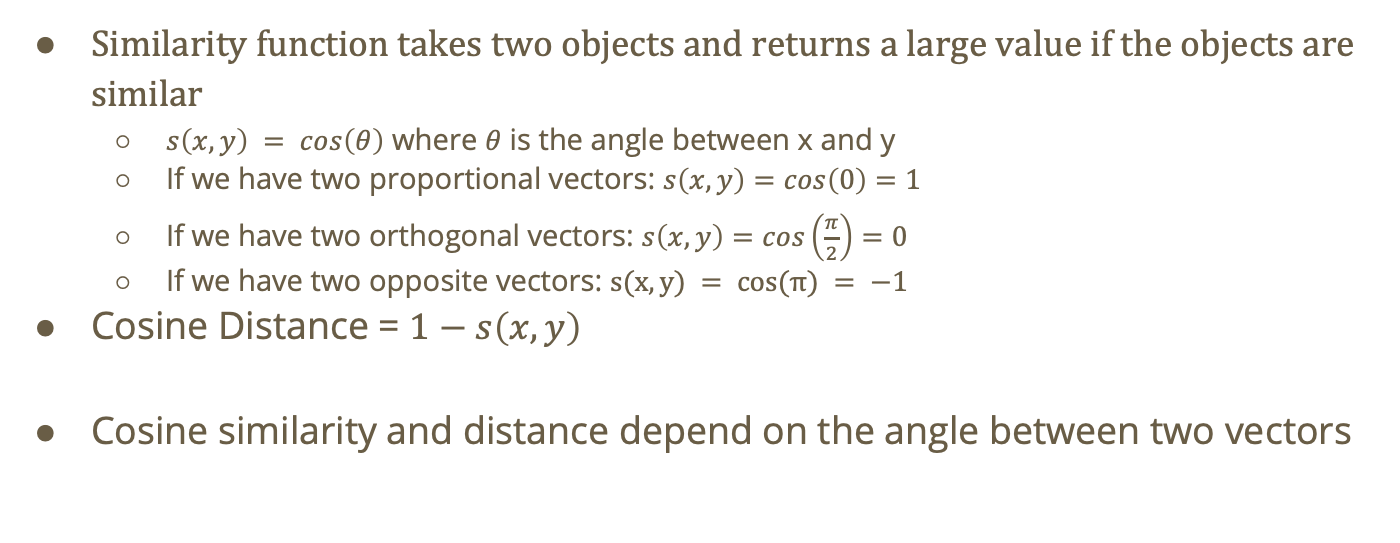 ● Similarity function takes two objects and returns a large value if the objects are
similar
○ s(x, y) = cos(θ) where θ is the angle between x and y
○ If we have two proportional vectors: s(x, y) = cos(0) = 1
○ If we have two orthogonal vectors: s(x, y) = cos (π/2) = 0
○ If we have two opposite vectors: s(x, y) = cos(π) = −1
● Cosine Distance = 1 − s(x, y)
● Cosine similarity and distance depend on the angle between two vectors